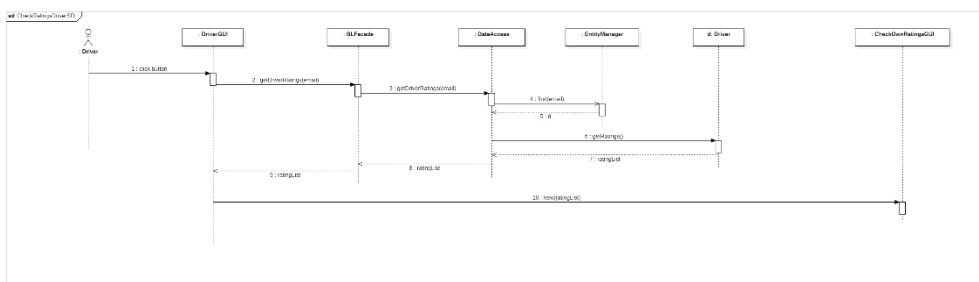 sd CheckRatingsDriverSD
: Driver
: DriverGUI
: BLFacade
: DataAccess
: EntityManager
d: Driver
: CheckOwnRatingsGUI
1 : click button
2 : getDriverRatings(email)
3 : getDriverRatings(email)
4 : find(email)
5 : d
6 : getRatings()
7 : ratingList
8 : ratingList
9 : ratingList
10 : new(ratingList)